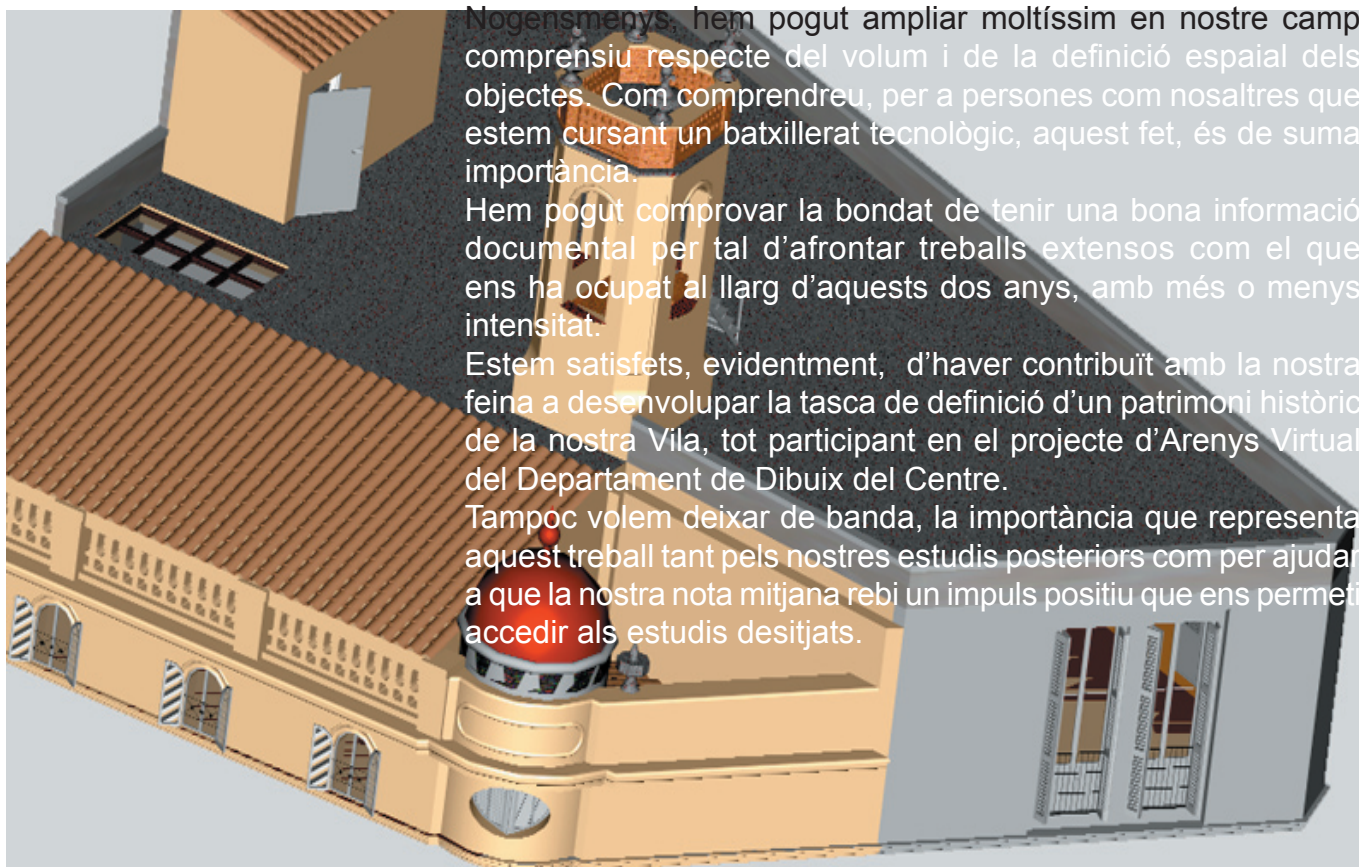 Nogensmenys, hem pogut ampliar moltíssim en nostre camp
comprensiu respecte del volum i de la definició espaial dels
objectes. Com comprendreu, per a persones com nosaltres que
estem cursant un batxillerat tecnològic, aquest fet, és de suma
importància.
Hem pogut comprovar la bondat de tenir una bona informació
documental per tal d’afrontar treballs extensos com el que
ens ha ocupat al llarg d’aquests dos anys, amb més o menys
intensitat.
Estem satisfets, evidentment, d’haver contribuït amb la nostra
feina a desenvolupar la tasca de definició d’un patrimoni històric
de la nostra Vila, tot participant en el projecte d’Arenys Virtual
del Departament de Dibuix del Centre.
Tampoc volem deixar de banda, la importància que representa
aquest treball tant pels nostres estudis posteriors com per ajudar
a que la nostra nota mitjana rebi un impuls positiu que ens permeti
accedir als estudis desitjats.